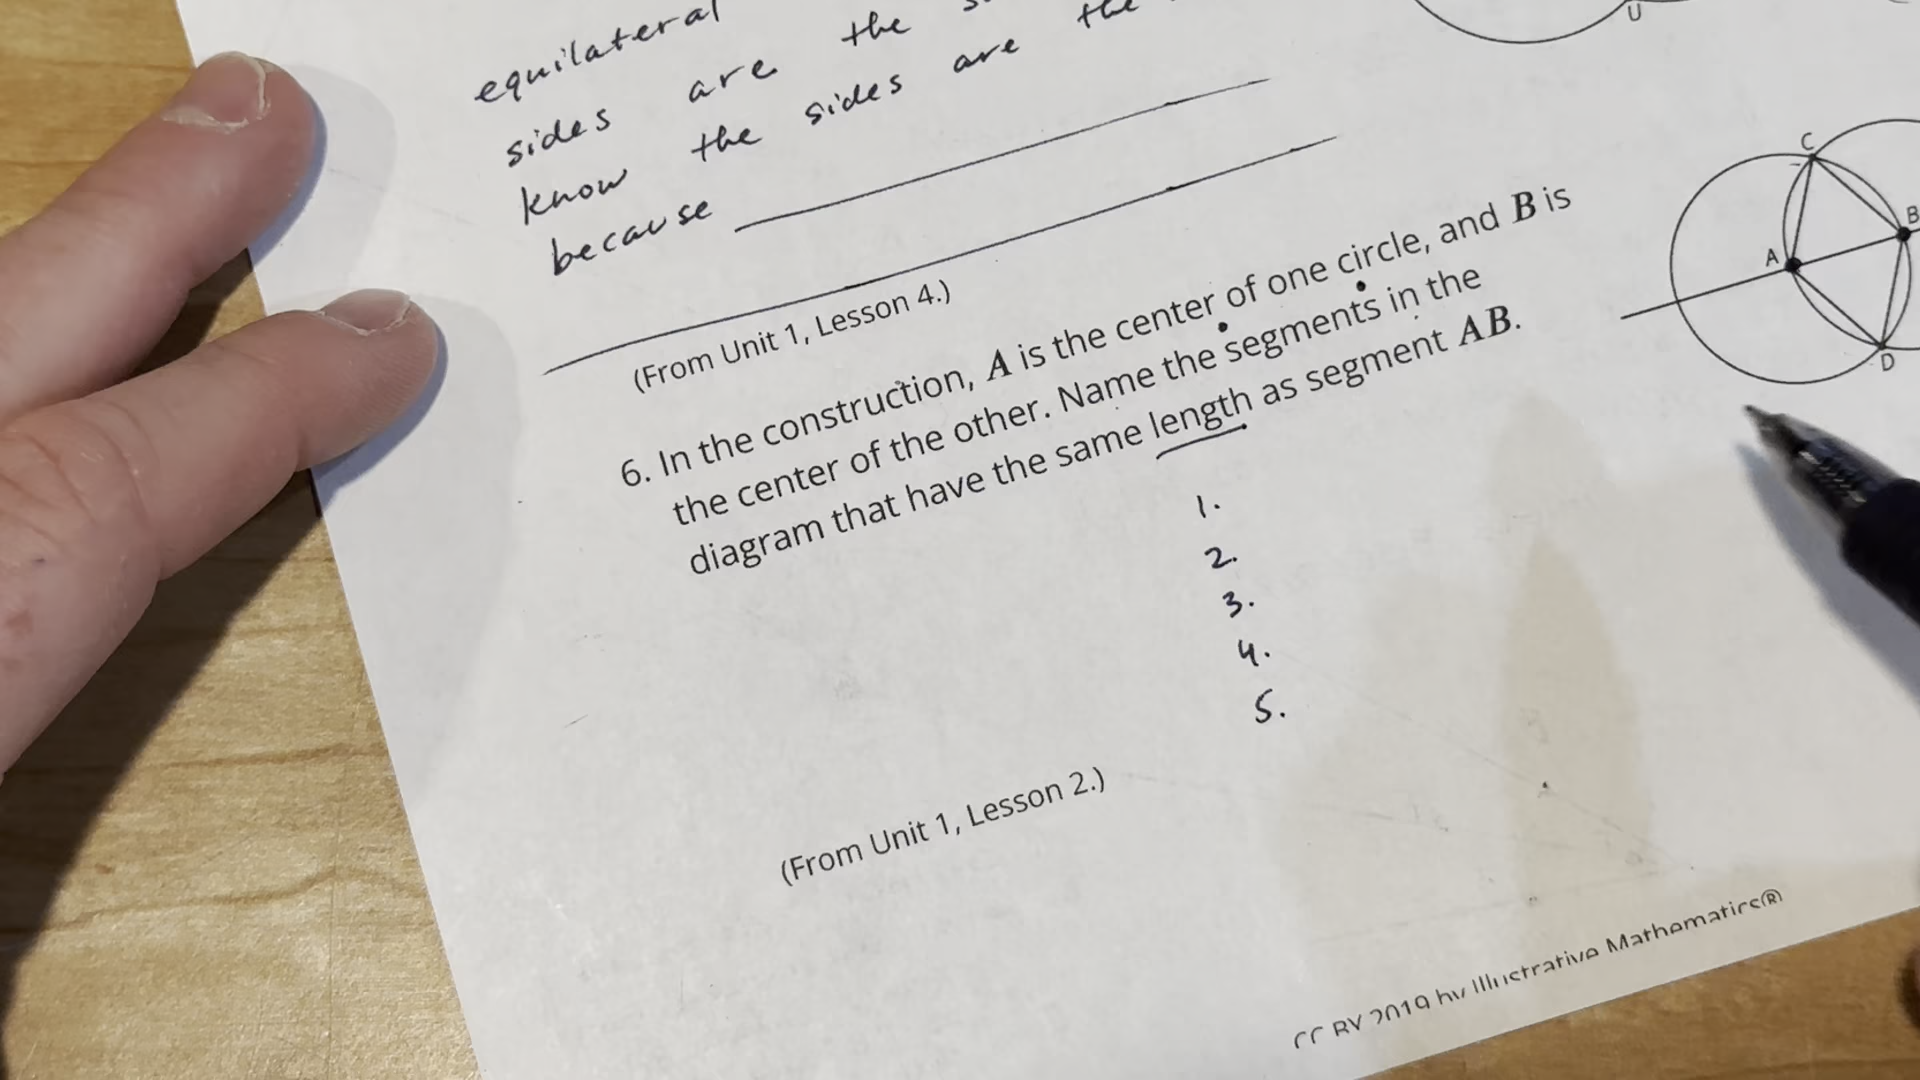 equilateral
sides are the
know the sides are the
because
(From Unit 1, Lesson 4.)
6. In the construction, A is the center of one circle, and B is
the center of the other. Name the segments in the
diagram that have the same length as segment AB.
1.
2.
3.
4.
5.
(From Unit 1, Lesson 2.)
CC BY 2019 by Illustrative Mathematics®
U
C
B
A
D